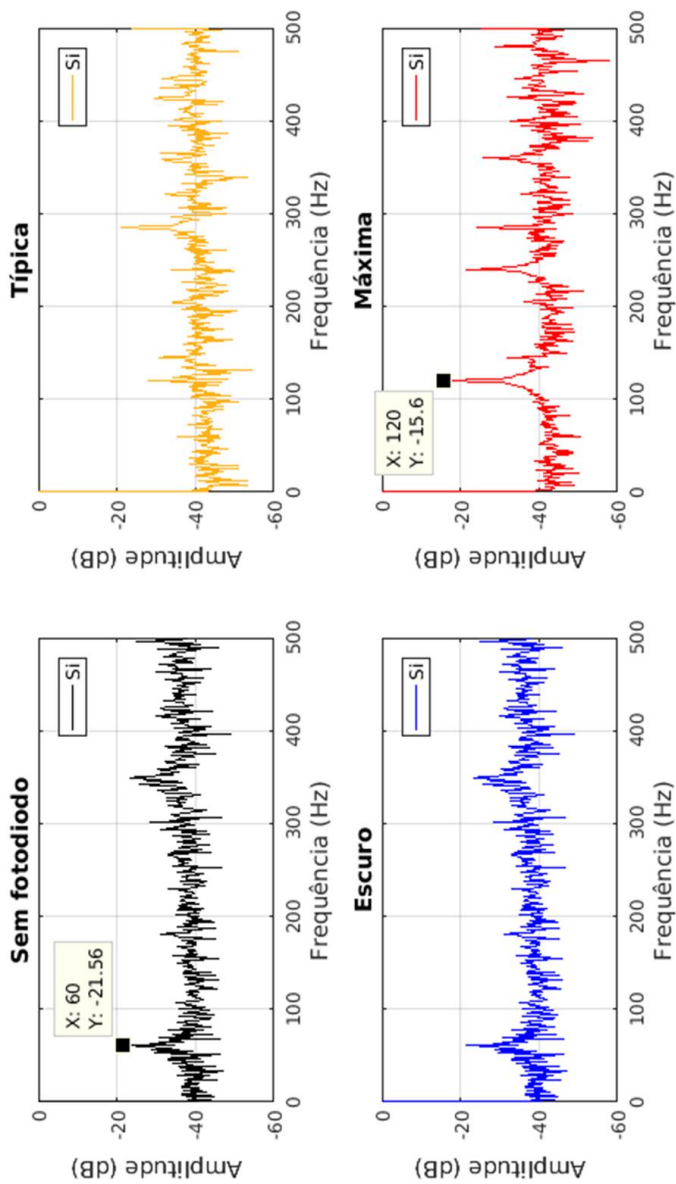 Sem fotodiodo
Amplitude (dB)
0
-20
-40
-60
X: 60
Y: -21.56
Si
0
100
200
300
400
500
Frequência (Hz)
Típica
Amplitude (dB)
0
-20
-40
-60
Si
0
100
200
300
400
500
Frequência (Hz)
Escuro
Amplitude (dB)
0
-20
-40
-60
Si
0
100
200
300
400
500
Frequência (Hz)
Máxima
Amplitude (dB)
0
-20
-40
-60
X: 120
Y: -15.6
Si
0
100
200
300
400
500
Frequência (Hz)